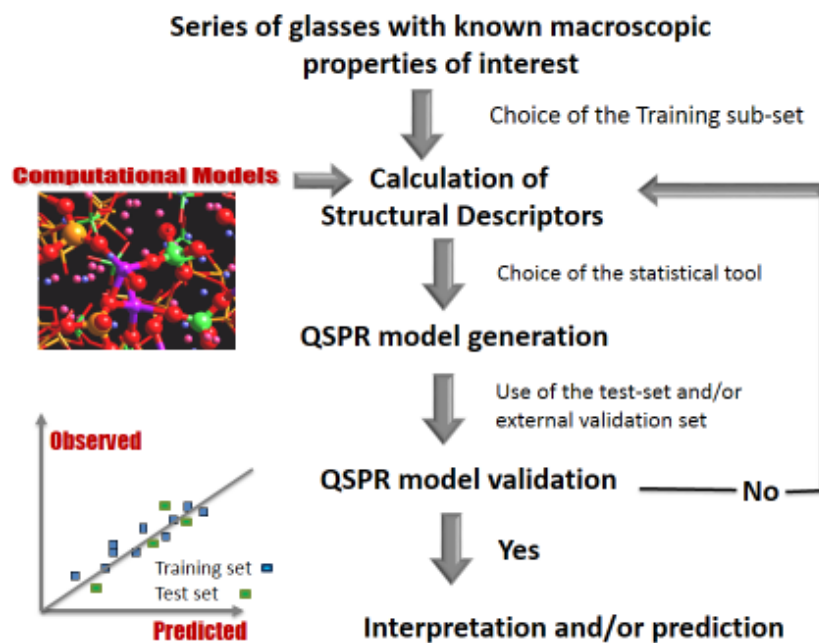 Series of glasses with known macroscopic
properties of interest
Choice of the Training sub-set
Computational Models
Calculation of
Structural Descriptors
Choice of the statistical tool
QSPR model generation
Use of the test-set and/or
external validation set
Observed
QSPR model validation
No
Yes
Training set
Test set
Predicted
Interpretation and/or prediction